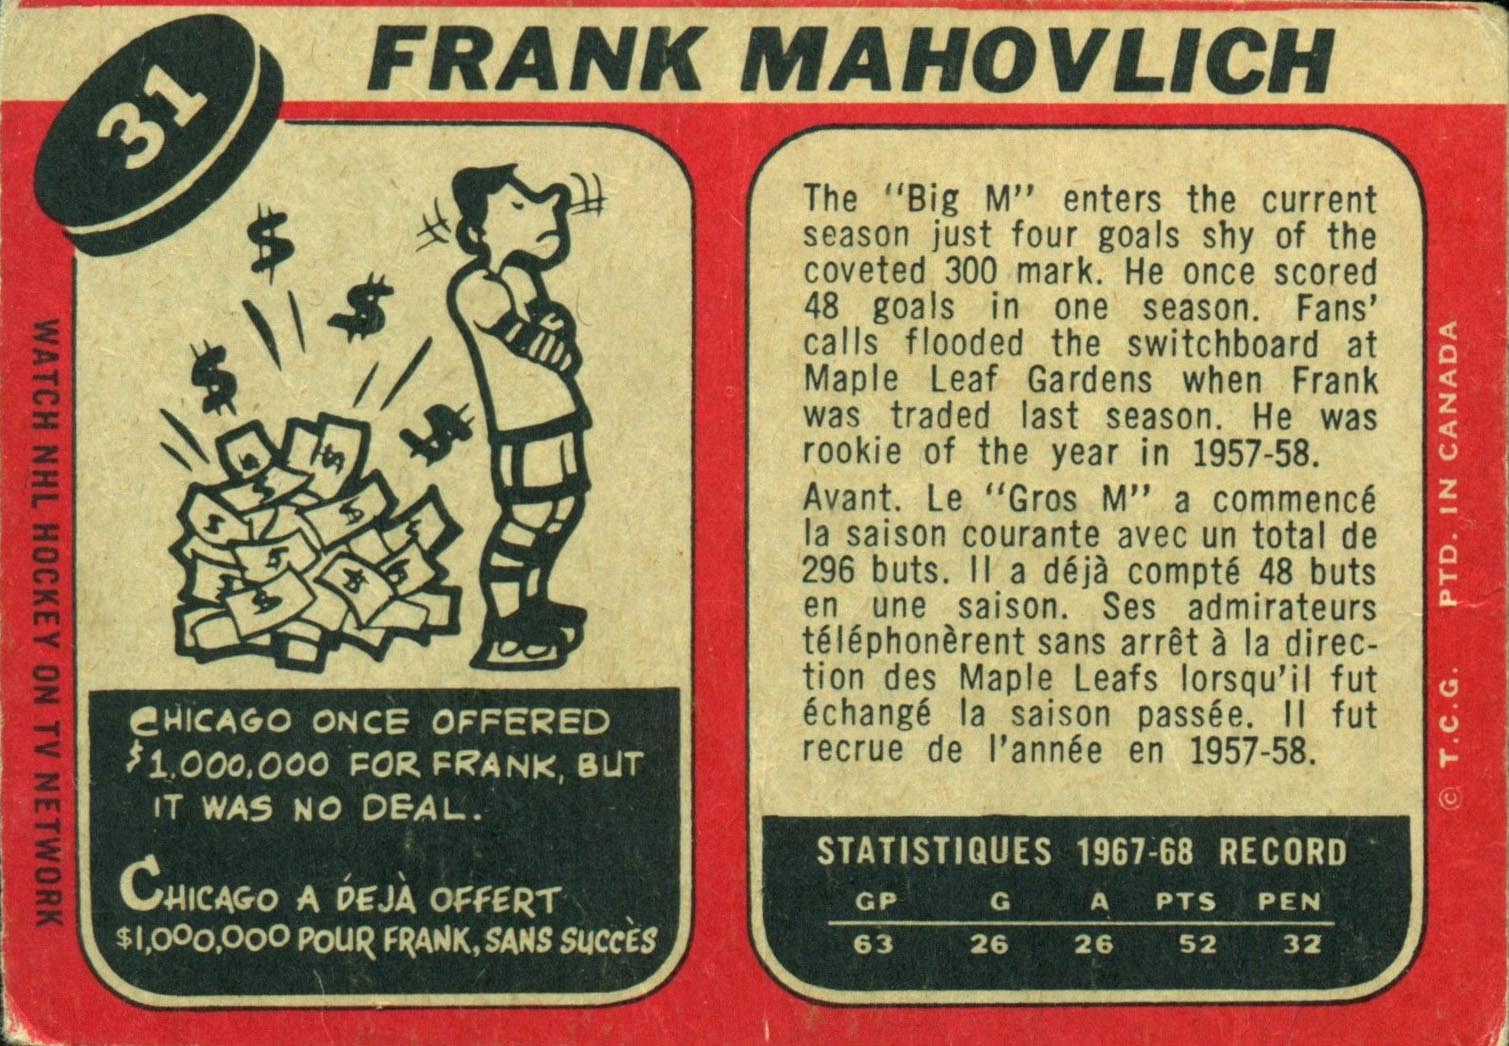 31
FRANK MAHOVLICH
WATCH NHL HOCKEY ON TV NETWORK
CHICAGO ONCE OFFERED
$1,000,000 FOR FRANK, BUT
IT WAS NO DEAL.
CHICAGO A DÉJÀ OFFERT
$1,000,000 POUR FRANK, SANS SUCCÈS
The "Big M" enters the current
season just four goals shy of the
coveted 300 mark. He once scored
48 goals in one season. Fans'
calls flooded the switchboard at
Maple Leaf Gardens when Frank
was traded last season. He was
rookie of the year in 1957-58.
Avant. Le "Gros M" a commencé
la saison courante avec un total de
296 buts. Il a déjà compté 48 buts
en une saison. Ses admirateurs
téléphonèrent sans arrêt à la direc-
tion des Maple Leafs lorsqu'il fut
échangé la saison passée. Il fut
recrue de l'année en 1957-58.
STATISTIQUES 1967-68 RECORD
GP G A PTS PEN
63 26 26 52 32
© T.C.G. PTD. IN CANADA